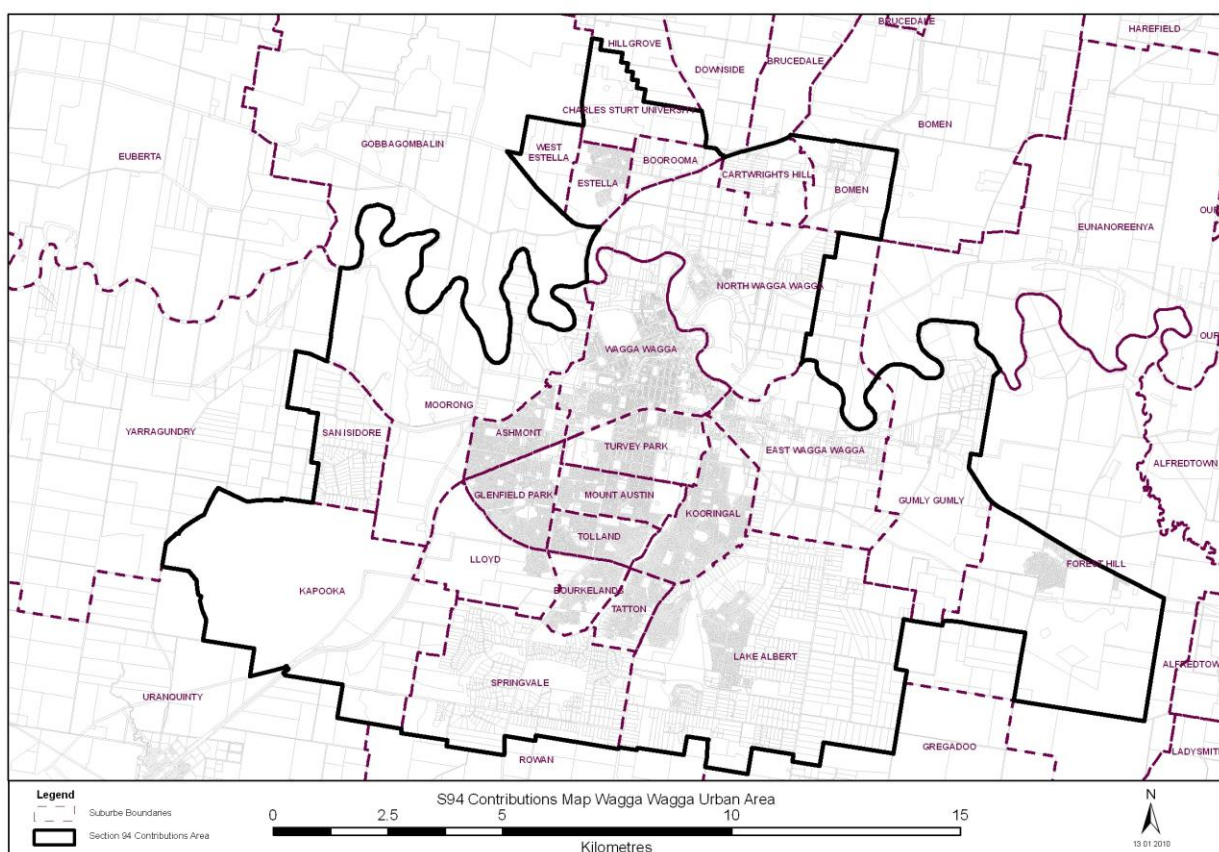 BRUCEDALE
HAREFIELD
HILLGROVE
DOWNSIDE
BRUCEDALE
CHARLES STURT UNIVERSITY
BOMEN
GOBBAGOMBALIN
EUBERTA
WEST
ESTELLA
BOOROOMA
ESTELLA
CARTWRIGHTS HILL
BOMEN
OUR
EUNANOREENYA
NORTH WAGGA WAGGA
OUR
WAGGA WAGGA
MOORONG
YARRAGUNDRY
SAN ISIDORE
ASHMONT
TURVEY PARK
EAST WAGGA WAGGA
ALFREDTOWN
GLENFIELD PARK
MOUNT AUSTIN
KOORINGAL
GUMLY GUMLY
TOLLAND
LLOYD
FOREST HILL
KAPOOKA
BOURKELANDS
TATTON
LAKE ALBERT
ALFREDTOW
SPRINGVALE
URANQUINTY
ROWAN
GREGADOO
LADYSMIT
Legend
Suburbe Boundaries
Section 94 Contributions Area
S94 Contributions Map Wagga Wagga Urban Area
0 2.5 5 10 15
Kilometres
N
13 01 2010